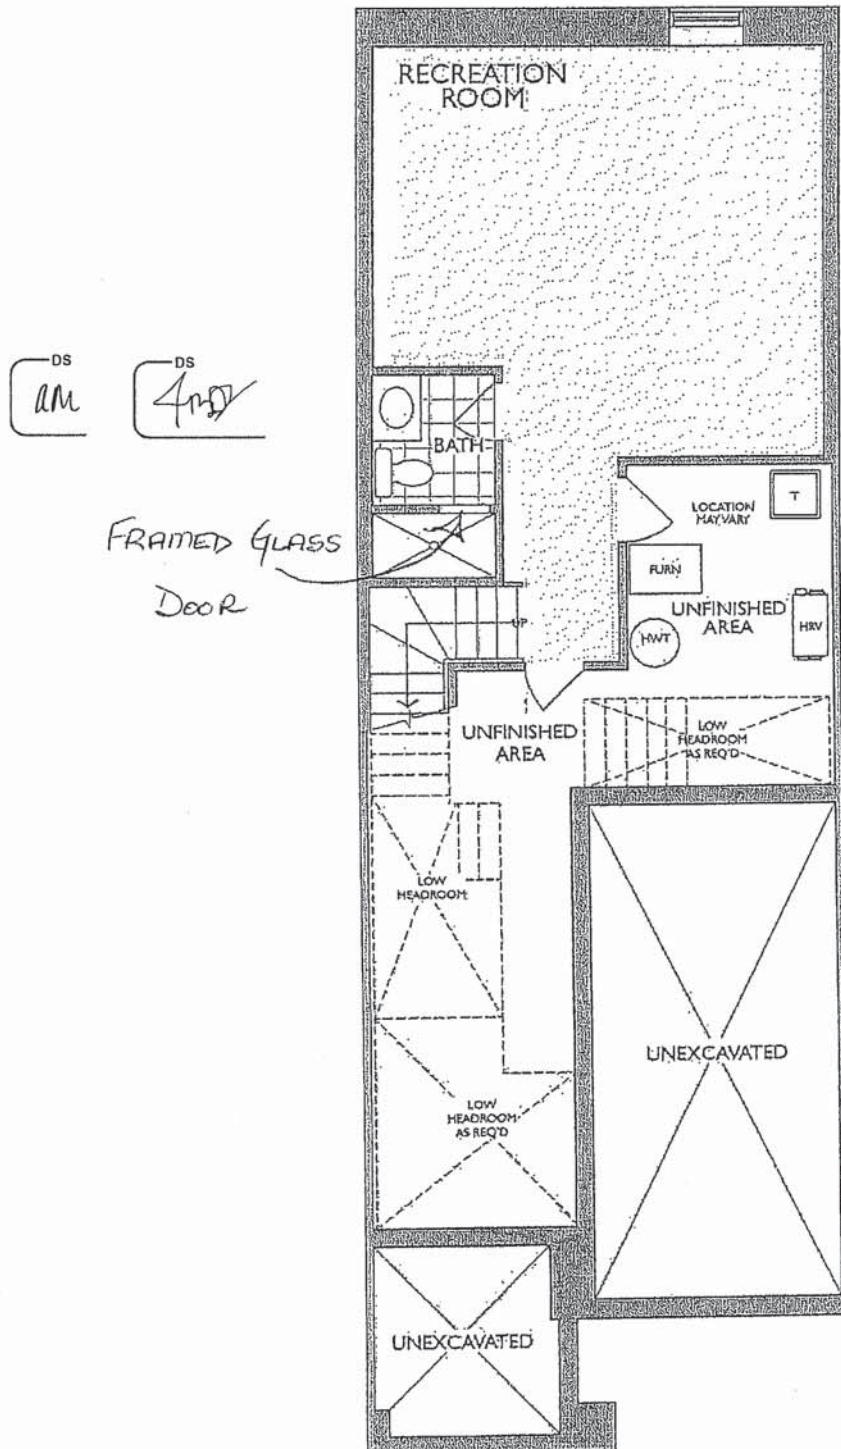 RECREATION
ROOM
DS
DS
AM
BATH
LOCATION
MAY VARY
T
FRAMED GLASS
DOOR
FURN
UNFINISHED
AREA
HWT
HRV
UP
UNFINISHED
AREA
LOW
HEADROOM
AS REQ'D
LOW
HEADROOM
UNEXCAVATED
LOW
HEADROOM
AS REQ'D
UNEXCAVATED